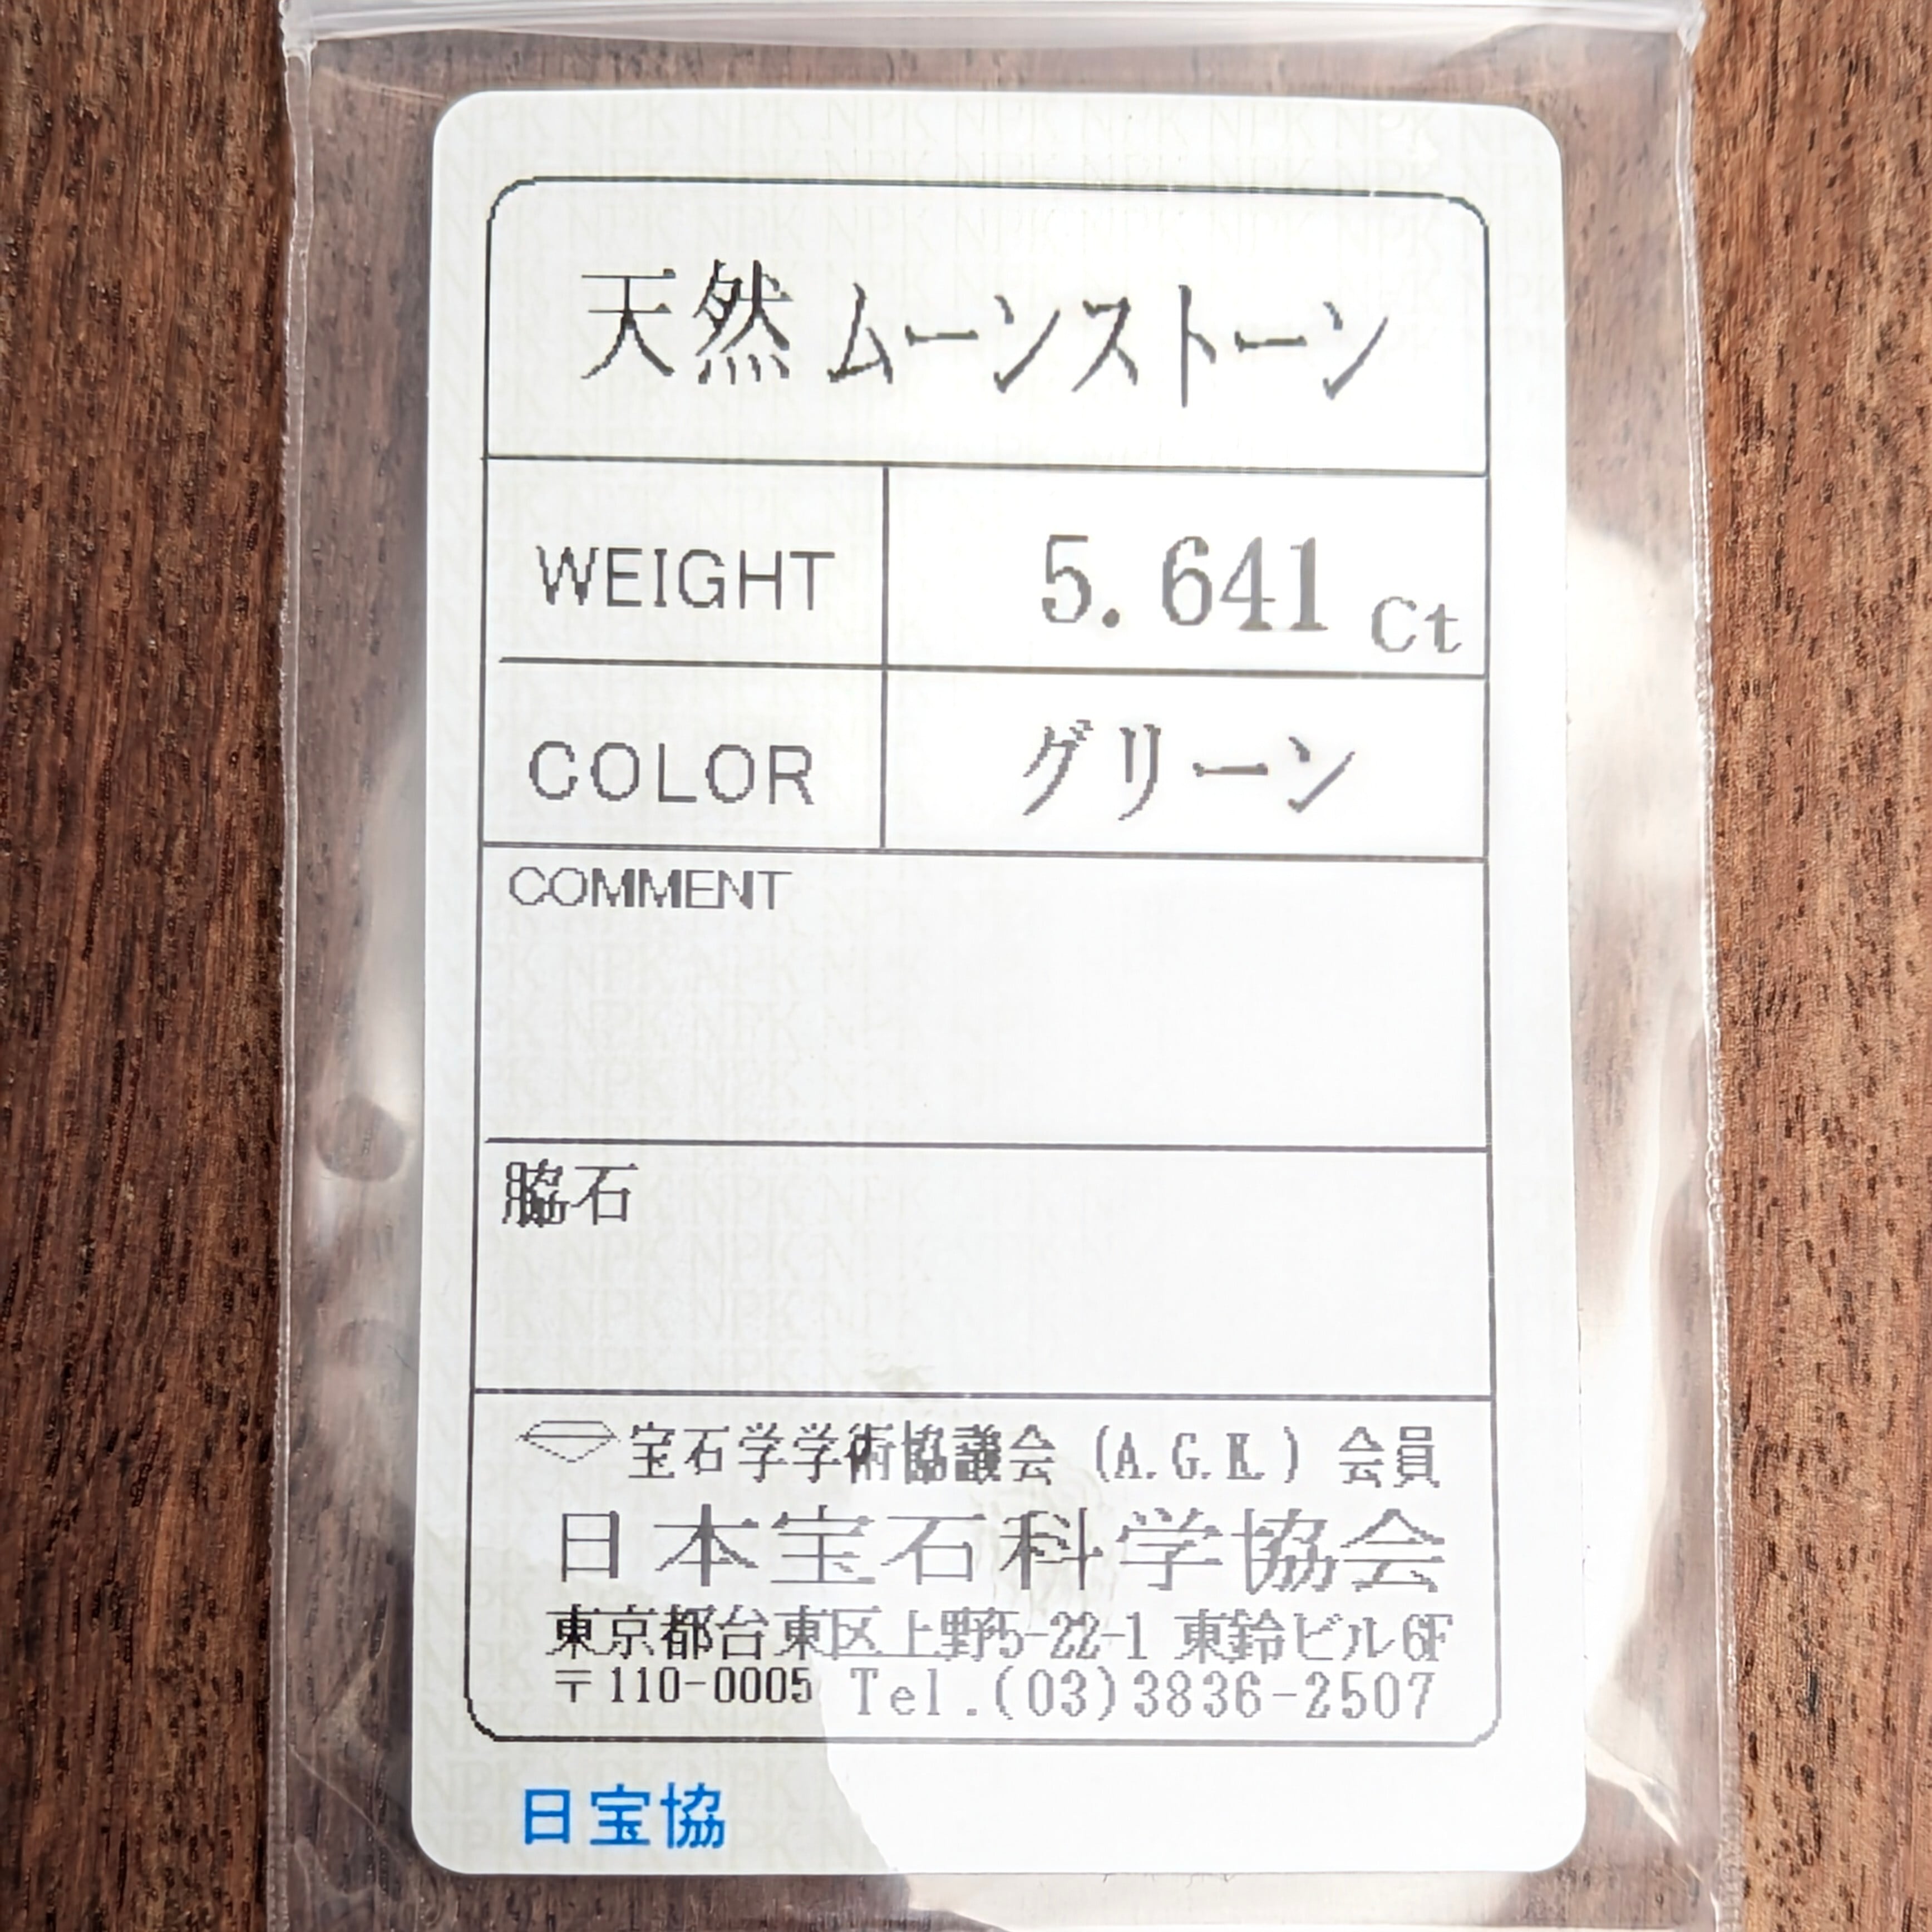 天然 ムーンストーン
WEIGHT 5.641 Ct
COLOR グリーン
COMMENT
脇石
宝石学学術協議会 (A.G.K.) 会員
日本宝石科学協会
東京都台東区上野5-22-1 東鈴ビル6F
〒110-0005 Tel.(03)3836-2507
日宝協